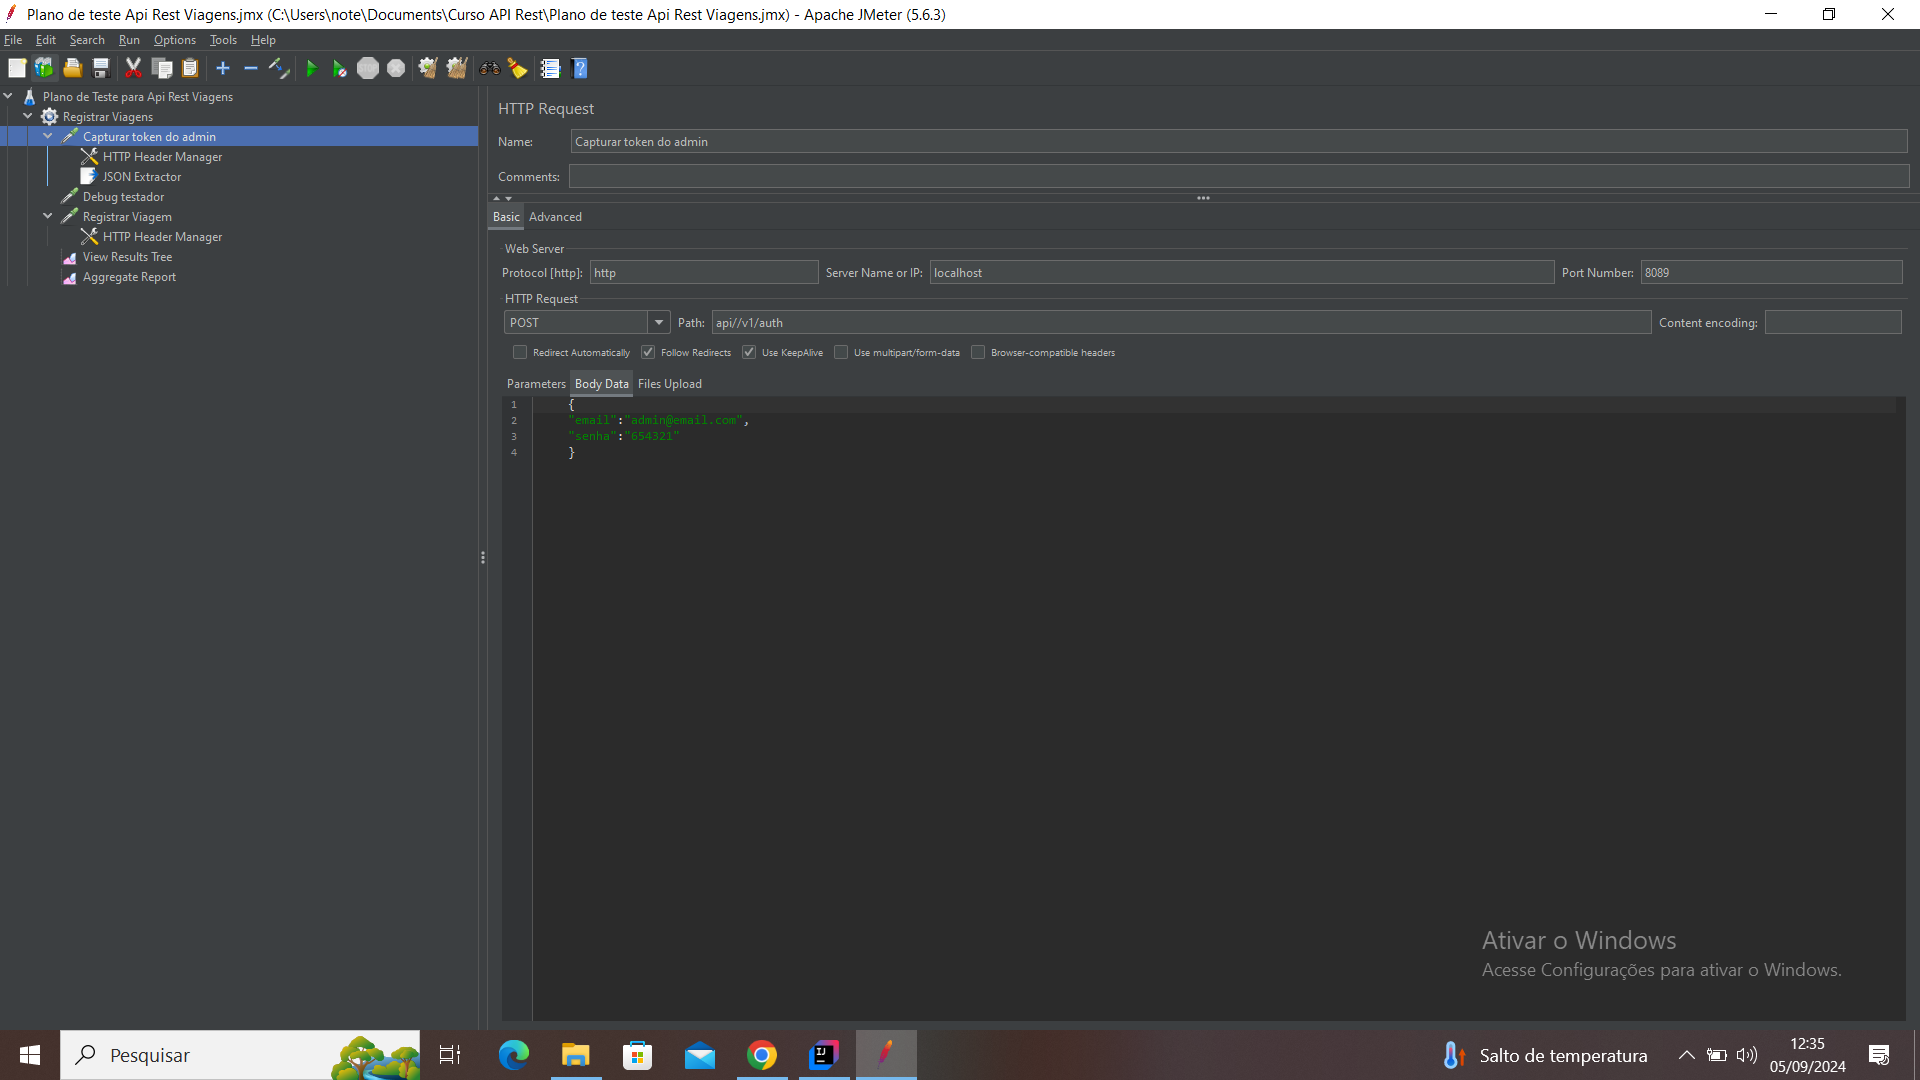 Plano de teste Api Rest Viagens.jmx (C:\Users\note\Documents\Curso API Rest\Plano de teste Api Rest Viagens.jmx) - Apache JMeter (5.6.3)
File Edit Search Run Options Tools Help
Plano de Teste para Api Rest Viagens
Registrar Viagens
Capturar token do admin
HTTP Header Manager
JSON Extractor
Debug testador
Registrar Viagem
HTTP Header Manager
View Results Tree
Aggregate Report
HTTP Request
Name: Capturar token do admin
Comments:
Basic Advanced
Web Server
Protocol [http]: http Server Name or IP: localhost Port Number: 8089
HTTP Request
POST Path: api//v1/auth Content encoding:
Redirect Automatically Follow Redirects Use KeepAlive Use multipart/form-data Browser-compatible headers
Parameters Body Data Files Upload
1 {
2 "email":"admin@email.com",
3 "senha":"654321"
4 }
Ativar o Windows
Acesse Configurações para ativar o Windows.
Pesquisar
Salto de temperatura
12:35
05/09/2024